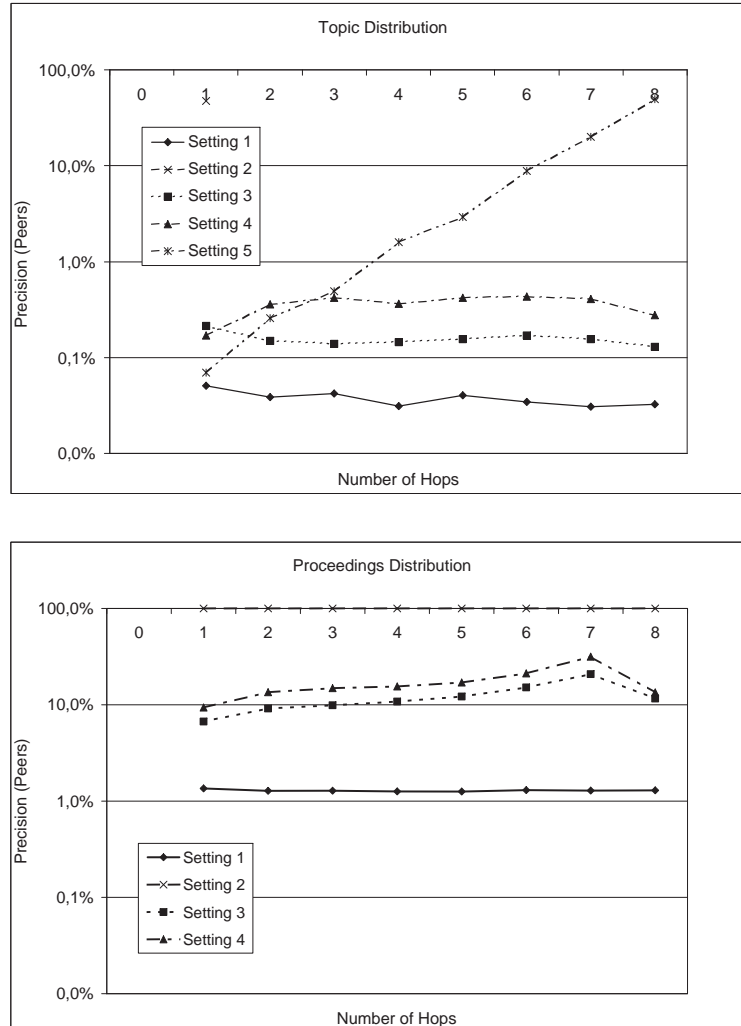 Topic Distribution
100,0%
0 1 2 3 4 5 6 7 8
Setting 1
Setting 2
Setting 3
Setting 4
Setting 5
10,0%
1,0%
0,1%
0,0%
Precision (Peers)
Number of Hops
Proceedings Distribution
100,0%
0 1 2 3 4 5 6 7 8
10,0%
1,0%
0,1%
0,0%
Precision (Peers)
Setting 1
Setting 2
Setting 3
Setting 4
Number of Hops